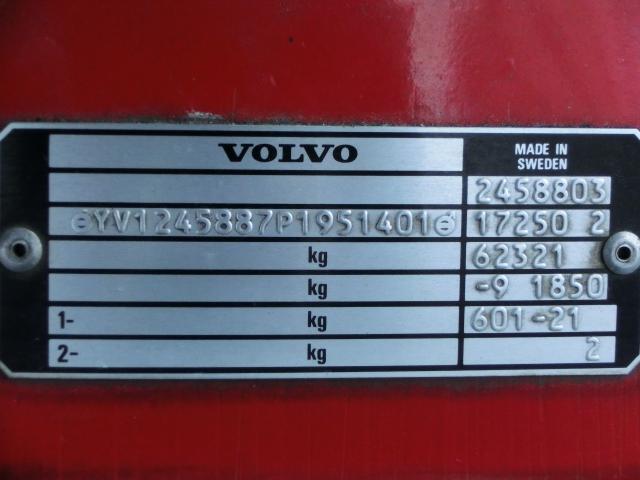 VOLVO MADE IN SWEDEN
2458803
YV1245887P1951401 17250 2
kg 62321
kg -9 1850
1- kg 601-21
2- kg 2